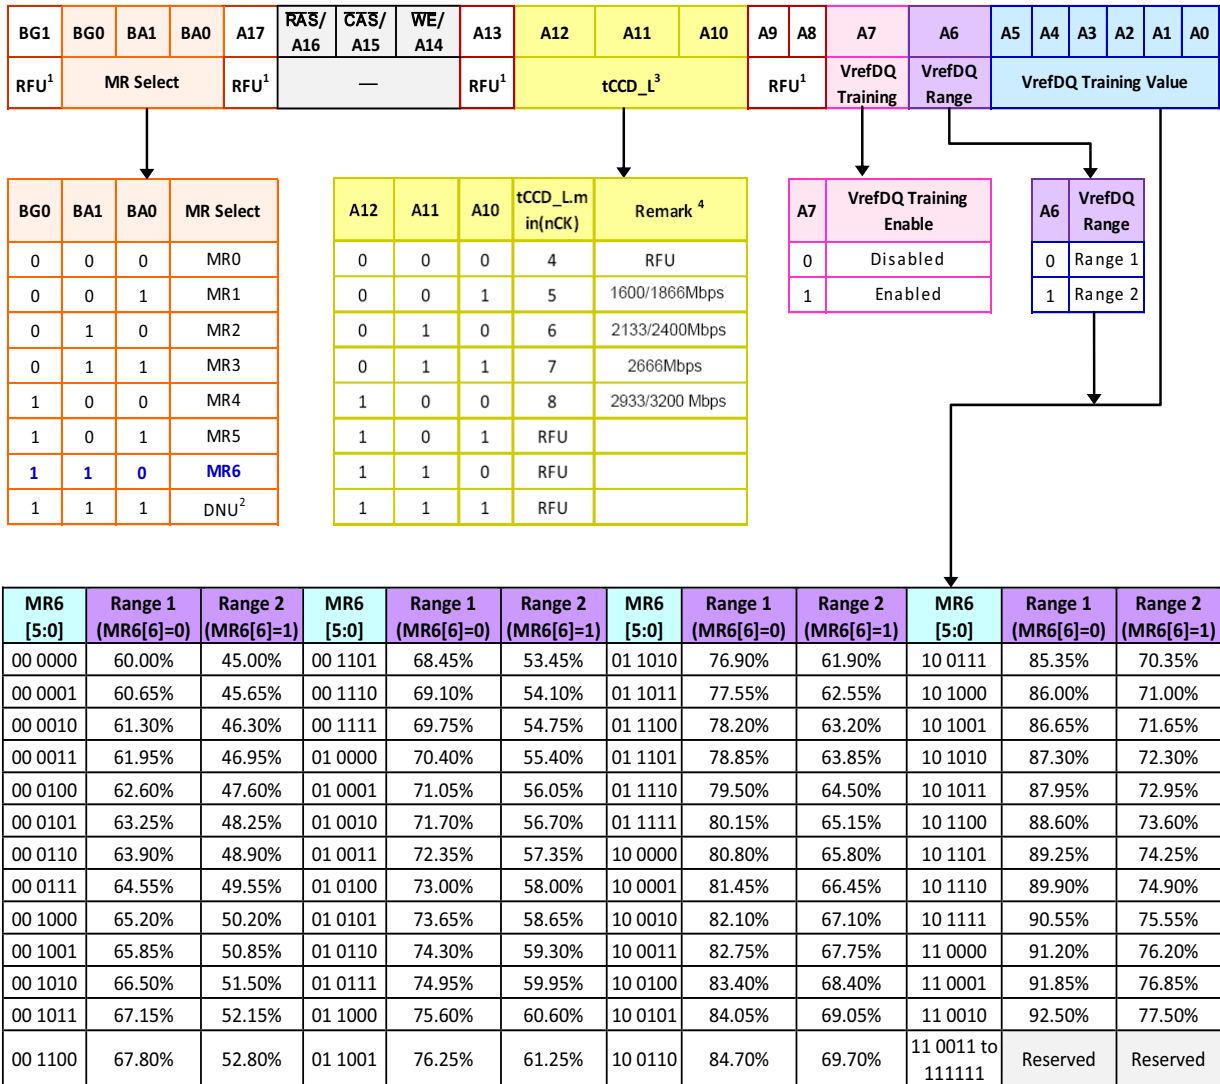 BG1 BG0 BA1 BA0 A17 RAS/ A16 CAS/ A15 WE/ A14 A13 A12 A11 A10 A9 A8 A7 A6 A5 A4 A3 A2 A1 A0
RFU1 MR Select RFU1 — RFU1 tCCD_L3 RFU1 VrefDQ Training VrefDQ Range VrefDQ Training Value
BG0 BA1 BA0 MR Select
0 0 0 MR0
0 0 1 MR1
0 1 0 MR2
0 1 1 MR3
1 0 0 MR4
1 0 1 MR5
1 1 0 MR6
1 1 1 DNU2
A12 A11 A10 tCCD_L.m in(nCK) Remark 4
0 0 0 4 RFU
0 0 1 5 1600/1866Mbps
0 1 0 6 2133/2400Mbps
0 1 1 7 2666Mbps
1 0 0 8 2933/3200 Mbps
1 0 1 RFU
1 1 0 RFU
1 1 1 RFU
A7 VrefDQ Training Enable
0 Disabled
1 Enabled
A6 VrefDQ Range
0 Range 1
1 Range 2
MR6 [5:0] Range 1 (MR6[6]=0) Range 2 (MR6[6]=1) MR6 [5:0] Range 1 (MR6[6]=0) Range 2 (MR6[6]=1) MR6 [5:0] Range 1 (MR6[6]=0) Range 2 (MR6[6]=1) MR6 [5:0] Range 1 (MR6[6]=0) Range 2 (MR6[6]=1)
00 0000 60.00% 45.00% 00 1101 68.45% 53.45% 01 1010 76.90% 61.90% 10 0111 85.35% 70.35%
00 0001 60.65% 45.65% 00 1110 69.10% 54.10% 01 1011 77.55% 62.55% 10 1000 86.00% 71.00%
00 0010 61.30% 46.30% 00 1111 69.75% 54.75% 01 1100 78.20% 63.20% 10 1001 86.65% 71.65%
00 0011 61.95% 46.95% 01 0000 70.40% 55.40% 01 1101 78.85% 63.85% 10 1010 87.30% 72.30%
00 0100 62.60% 47.60% 01 0001 71.05% 56.05% 01 1110 79.50% 64.50% 10 1011 87.95% 72.95%
00 0101 63.25% 48.25% 01 0010 71.70% 56.70% 01 1111 80.15% 65.15% 10 1100 88.60% 73.60%
00 0110 63.90% 48.90% 01 0011 72.35% 57.35% 10 0000 80.80% 65.80% 10 1101 89.25% 74.25%
00 0111 64.55% 49.55% 01 0100 73.00% 58.00% 10 0001 81.45% 66.45% 10 1110 89.90% 74.90%
00 1000 65.20% 50.20% 01 0101 73.65% 58.65% 10 0010 82.10% 67.10% 10 1111 90.55% 75.55%
00 1001 65.85% 50.85% 01 0110 74.30% 59.30% 10 0011 82.75% 67.75% 11 0000 91.20% 76.20%
00 1010 66.50% 51.50% 01 0111 74.95% 59.95% 10 0100 83.40% 68.40% 11 0001 91.85% 76.85%
00 1011 67.15% 52.15% 01 1000 75.60% 60.60% 10 0101 84.05% 69.05% 11 0010 92.50% 77.50%
00 1100 67.80% 52.80% 01 1001 76.25% 61.25% 10 0110 84.70% 69.70% 11 0011 to 111111 Reserved Reserved